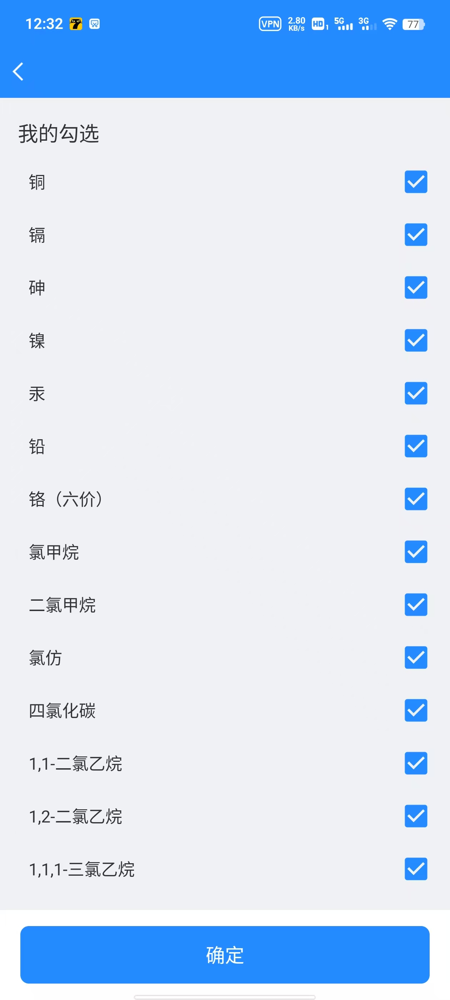 12:32 VPN 2.80 KB/s HD 1 5G 3G 77
我的勾选
铜
镉
砷
镍
汞
铅
铬（六价）
氯甲烷
二氯甲烷
氯仿
四氯化碳
1,1-二氯乙烷
1,2-二氯乙烷
1,1,1-三氯乙烷
确定